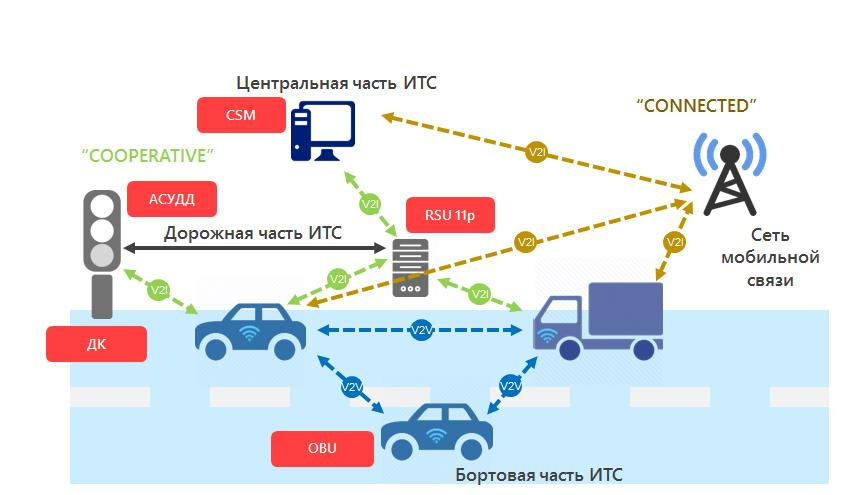 Центральная часть ИТС
CSM
"CONNECTED"
V2I
"COOPERATIVE"
АСУДД
V2I
RSU 11p
Дорожная часть ИТС
V2I
V2I
Сеть
мобильной
связи
V2I
V2I
V2I
ДК
V2V
V2V
V2V
OBU
Бортовая часть ИТС